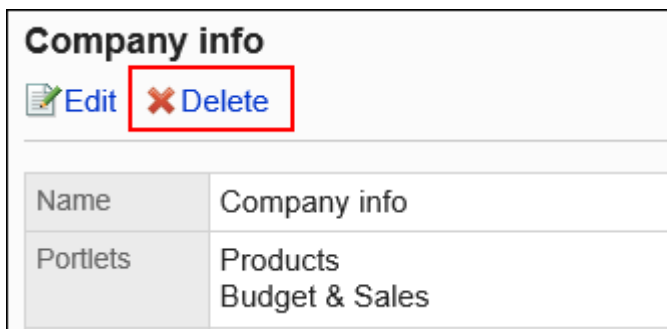 Company info
Edit Delete
Name Company info
Portlets Products
Budget & Sales